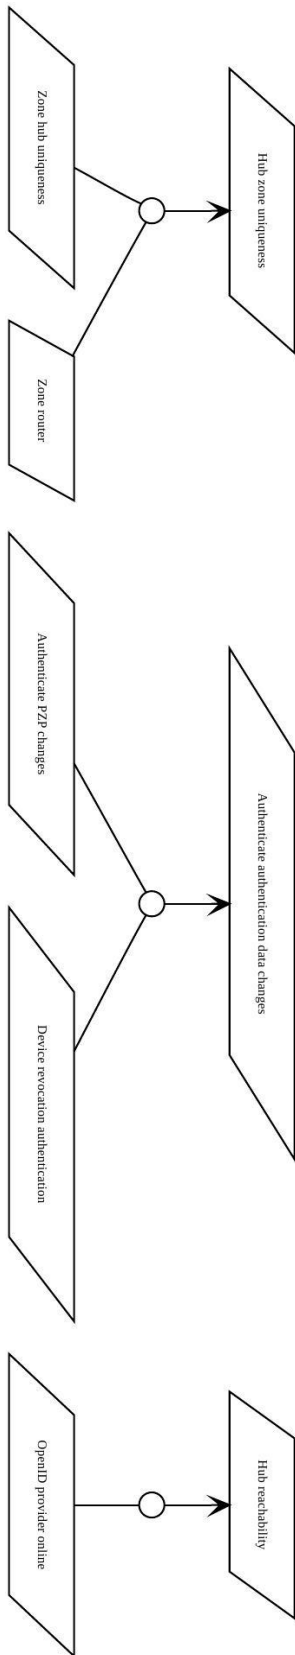 Hub zone uniqueness
Authenticate authentication data changes
Hub reachability
Zone hub uniqueness
Zone router
Authenticate PZP changes
Device revocation authentication
OpenID provider online